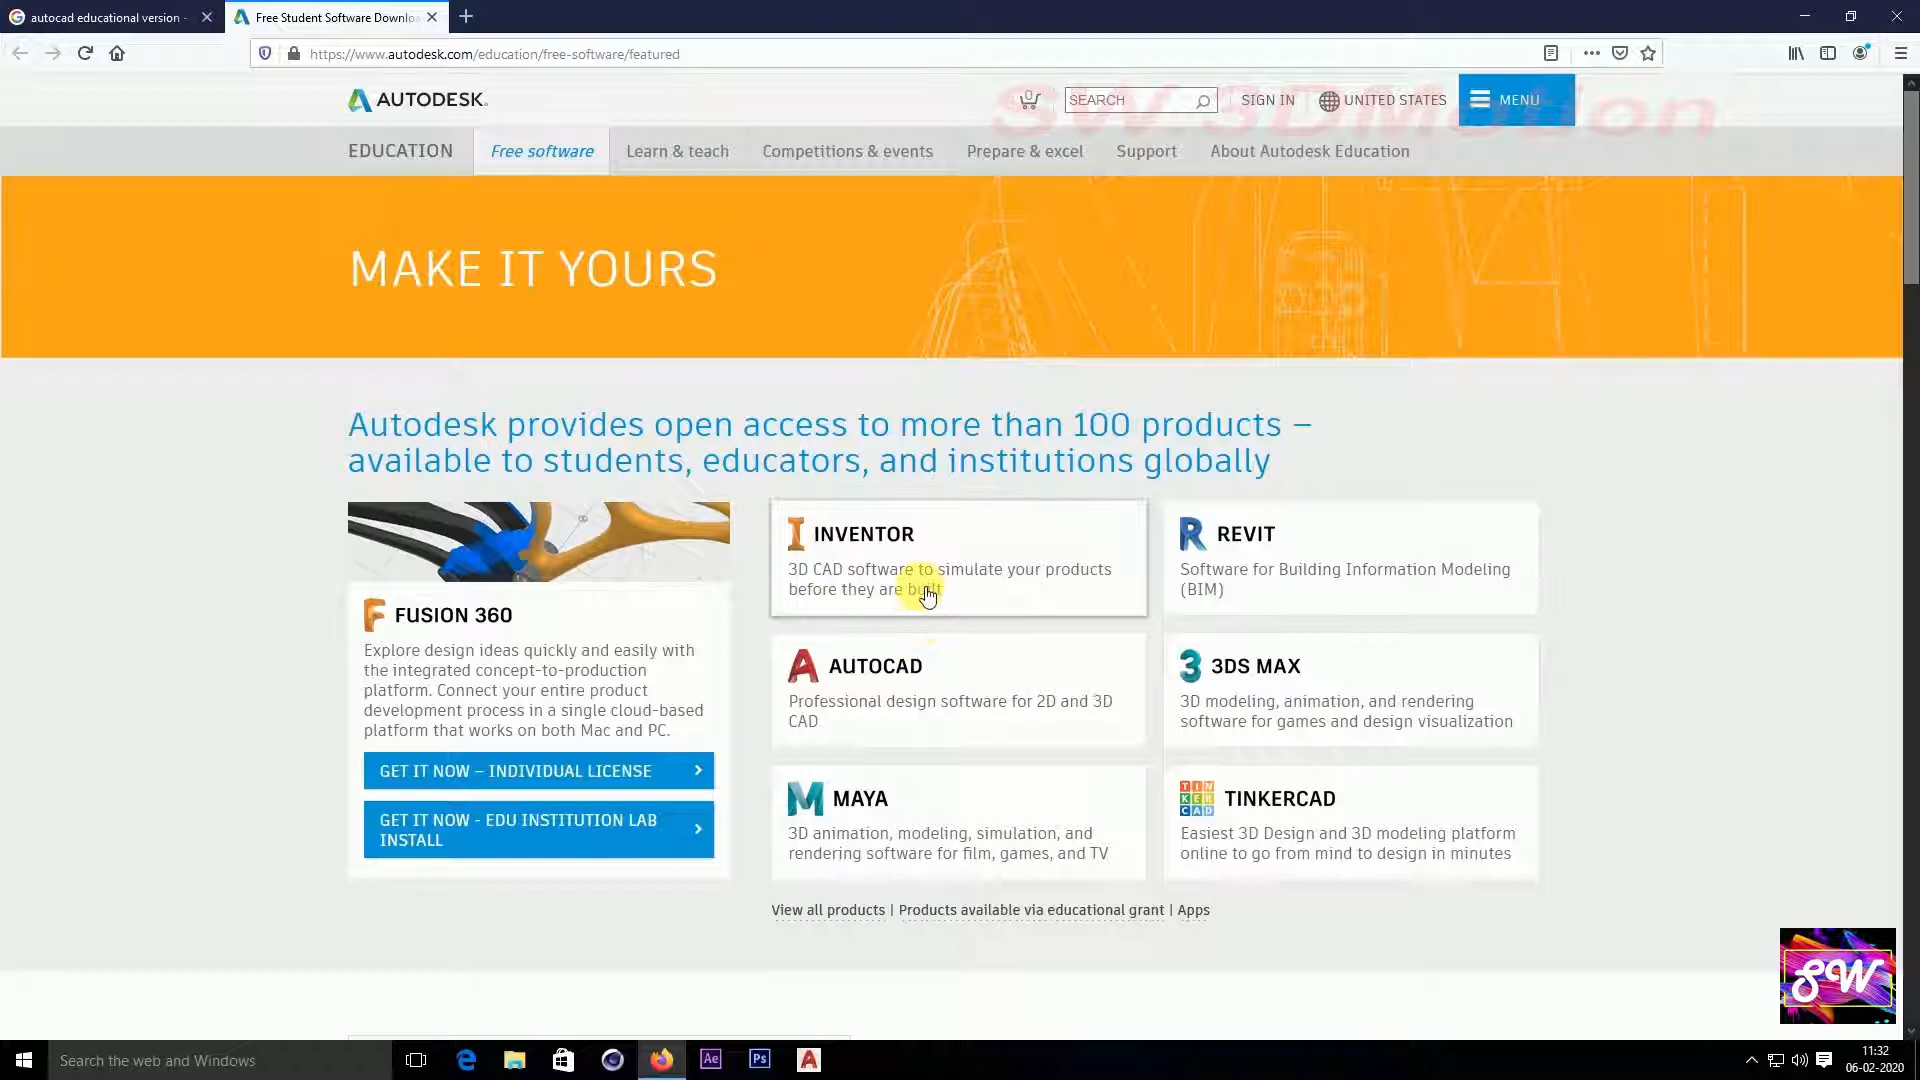 autocad educational version -
Free Student Software Downlo
https://www.autodesk.com/education/free-software/featured
AUTODESK.
0
SEARCH
SIGN IN
UNITED STATES
MENU
SW.3DMotion
EDUCATION
Free software
Learn & teach
Competitions & events
Prepare & excel
Support
About Autodesk Education
MAKE IT YOURS
Autodesk provides open access to more than 100 products –
available to students, educators, and institutions globally
FUSION 360
Explore design ideas quickly and easily with
the integrated concept-to-production
platform. Connect your entire product
development process in a single cloud-based
platform that works on both Mac and PC.
GET IT NOW – INDIVIDUAL LICENSE
GET IT NOW - EDU INSTITUTION LAB
INSTALL
INVENTOR
3D CAD software to simulate your products
before they are built
REVIT
Software for Building Information Modeling
(BIM)
AUTOCAD
Professional design software for 2D and 3D
CAD
3DS MAX
3D modeling, animation, and rendering
software for games and design visualization
MAYA
3D animation, modeling, simulation, and
rendering software for film, games, and TV
TINKERCAD
Easiest 3D Design and 3D modeling platform
online to go from mind to design in minutes
View all products | Products available via educational grant | Apps
SW
Search the web and Windows
Ae
Ps
11:32
06-02-2020